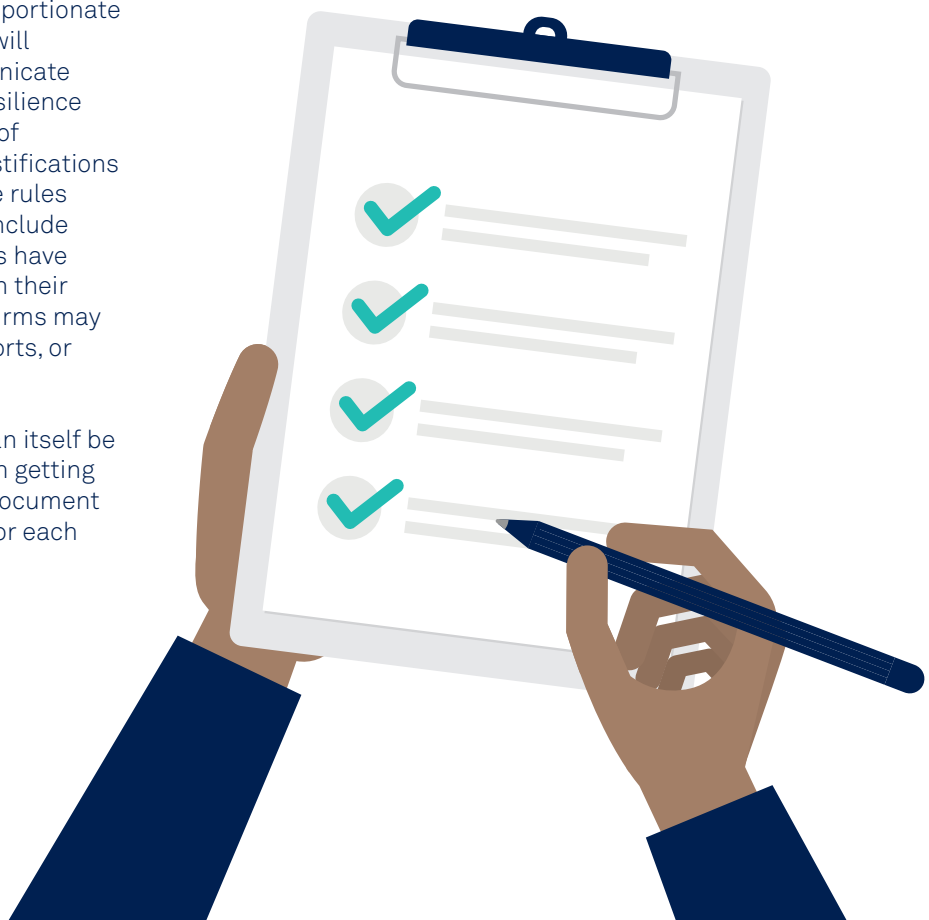 portionate
will
nicate
silience
of
stifications
e rules
nclude
s have
n their
rms may
orts, or
an itself be
n getting
ocument
or each